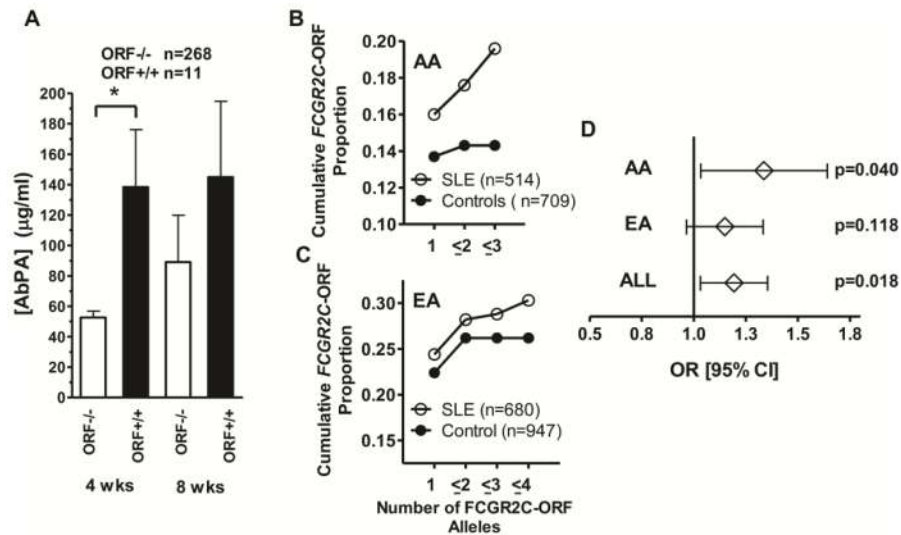 A
ORF-/- n=268
ORF+/+ n=11
*
[AbPA] (µg/ml)
200
180
160
140
120
100
80
60
40
20
0
ORF-/-
ORF+/+
ORF-/-
ORF+/+
4 wks
8 wks
B
Cumulative FCGR2C-ORF
Proportion
0.20
0.18
0.16
0.14
0.12
0.10
AA
SLE (n=514)
Controls ( n=709)
1 ≤2 ≤3
C
Cumulative FCGR2C-ORF
Proportion
0.30
0.25
0.20
0.15
EA
SLE (n=680)
Control (n=947)
1 ≤2 ≤3 ≤4
Number of FCGR2C-ORF
Alleles
D
AA p=0.040
EA p=0.118
ALL p=0.018
0.5 0.8 1.0 1.3 1.5 1.8
OR [95% CI]